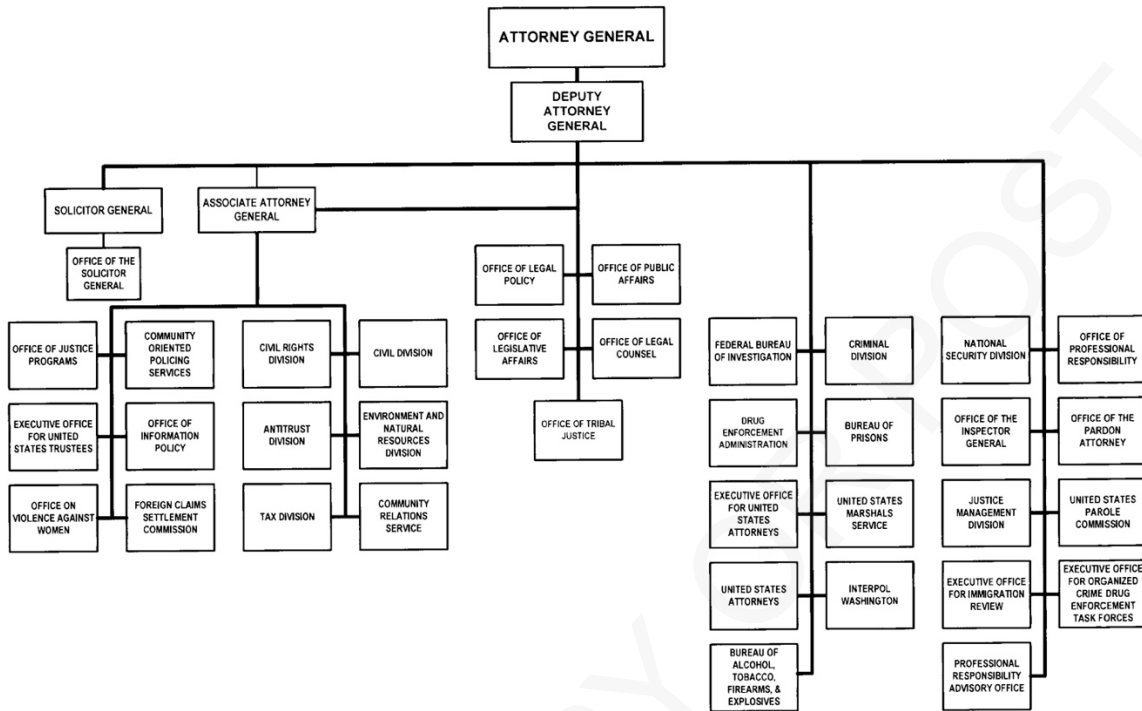 ATTORNEY GENERAL
DEPUTY
ATTORNEY
GENERAL
SOLICITOR GENERAL
ASSOCIATE ATTORNEY
GENERAL
OFFICE OF THE
SOLICITOR
GENERAL
OFFICE OF LEGAL
POLICY
OFFICE OF PUBLIC
AFFAIRS
OFFICE OF
LEGISLATIVE
AFFAIRS
OFFICE OF LEGAL
COUNSEL
OFFICE OF TRIBAL
JUSTICE
OFFICE OF JUSTICE
PROGRAMS
COMMUNITY
ORIENTED
POLICING
SERVICES
EXECUTIVE OFFICE
FOR UNITED
STATES TRUSTEES
OFFICE OF
INFORMATION
POLICY
OFFICE ON
VIOLENCE AGAINST
WOMEN
FOREIGN CLAIMS
SETTLEMENT
COMMISSION
CIVIL RIGHTS
DIVISION
CIVIL DIVISION
ANTITRUST
DIVISION
ENVIRONMENT AND
NATURAL
RESOURCES
DIVISION
TAX DIVISION
COMMUNITY
RELATIONS
SERVICE
FEDERAL BUREAU
OF INVESTIGATION
CRIMINAL
DIVISION
DRUG
ENFORCEMENT
ADMINISTRATION
BUREAU OF
PRISONS
EXECUTIVE OFFICE
FOR UNITED
STATES
ATTORNEYS
UNITED STATES
MARSHALS
SERVICE
UNITED STATES
ATTORNEYS
INTERPOL
WASHINGTON
BUREAU OF
ALCOHOL,
TOBACCO,
FIREARMS, &
EXPLOSIVES
NATIONAL
SECURITY DIVISION
OFFICE OF
PROFESSIONAL
RESPONSIBILITY
OFFICE OF THE
INSPECTOR
GENERAL
OFFICE OF THE
PARDON
ATTORNEY
JUSTICE
MANAGEMENT
DIVISION
UNITED STATES
PAROLE
COMMISSION
EXECUTIVE OFFICE
FOR IMMIGRATION
REVIEW
EXECUTIVE OFFICE
FOR ORGANIZED
CRIME DRUG
ENFORCEMENT
TASK FORCES
PROFESSIONAL
RESPONSIBILITY
ADVISORY OFFICE
Y OR POST